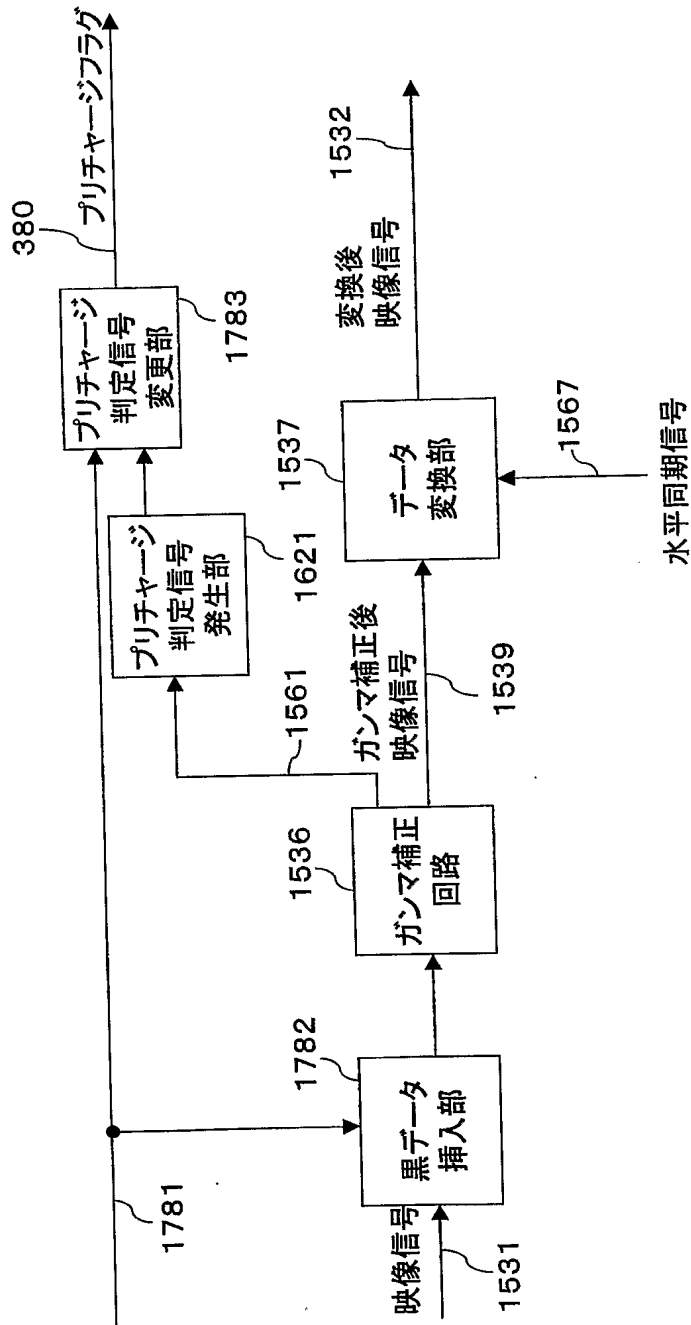 1781
380
プリチャージフラグ
プリチャージ
判定信号
変更部
1783
プリチャージ
判定信号
発生部
1621
1561
映像信号
1531
黒データ
挿入部
1782
ガンマ補正
回路
1536
ガンマ補正後
映像信号
1539
データ
変換部
1537
変換後
映像信号
1532
1567
水平同期信号